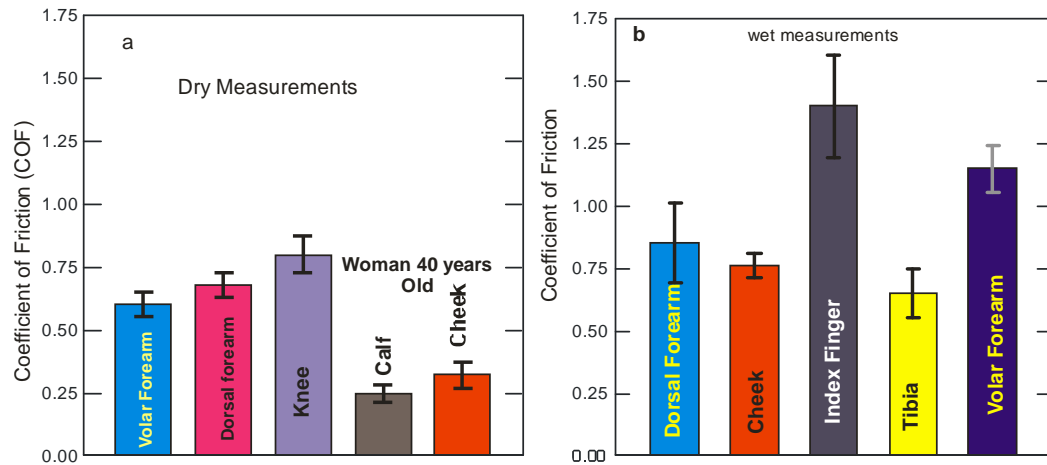 a
Dry Measurements
Coefficient of Friction (COF)
1.75
1.50
1.25
1.00
0.75
0.50
0.25
0.00
Volar Forearm
Dorsal forearm
Knee
Woman 40 years
Old
Calf
Cheek
b
wet measurements
Coefficient of Friction
1.75
1.50
1.25
1.00
0.75
0.50
0.25
0.00
Dorsal Forearm
Cheek
Index Finger
Tibia
Volar Forearm